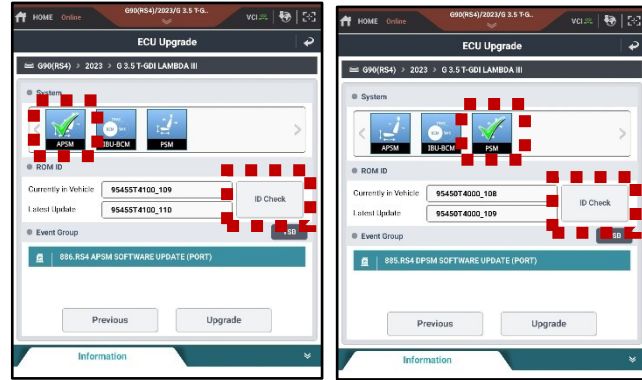 HOME Online
G90(RS4)/2023/G 3.5 T-G..
VCI
ECU Upgrade
G90(RS4) > 2023 > G 3.5 T-GDI LAMBDA III
System
APSM
IBU-BCM
PSM
ROM ID
Currently in Vehicle 95455T4100_109
Latest Update 95455T4100_110
ID Check
Event Group
886.RS4 APSM SOFTWARE UPDATE (PORT)
Previous
Upgrade
Information
HOME Online
G90(RS4)/2023/G 3.5 T-G..
VCI
ECU Upgrade
G90(RS4) > 2023 > G 3.5 T-GDI LAMBDA III
System
APSM
IBU-BCM
PSM
ROM ID
Currently in Vehicle 95450T4000_108
Latest Update 95450T4000_109
ID Check
Event Group
885.RS4 DPSM SOFTWARE UPDATE (PORT)
Previous
Upgrade
Information